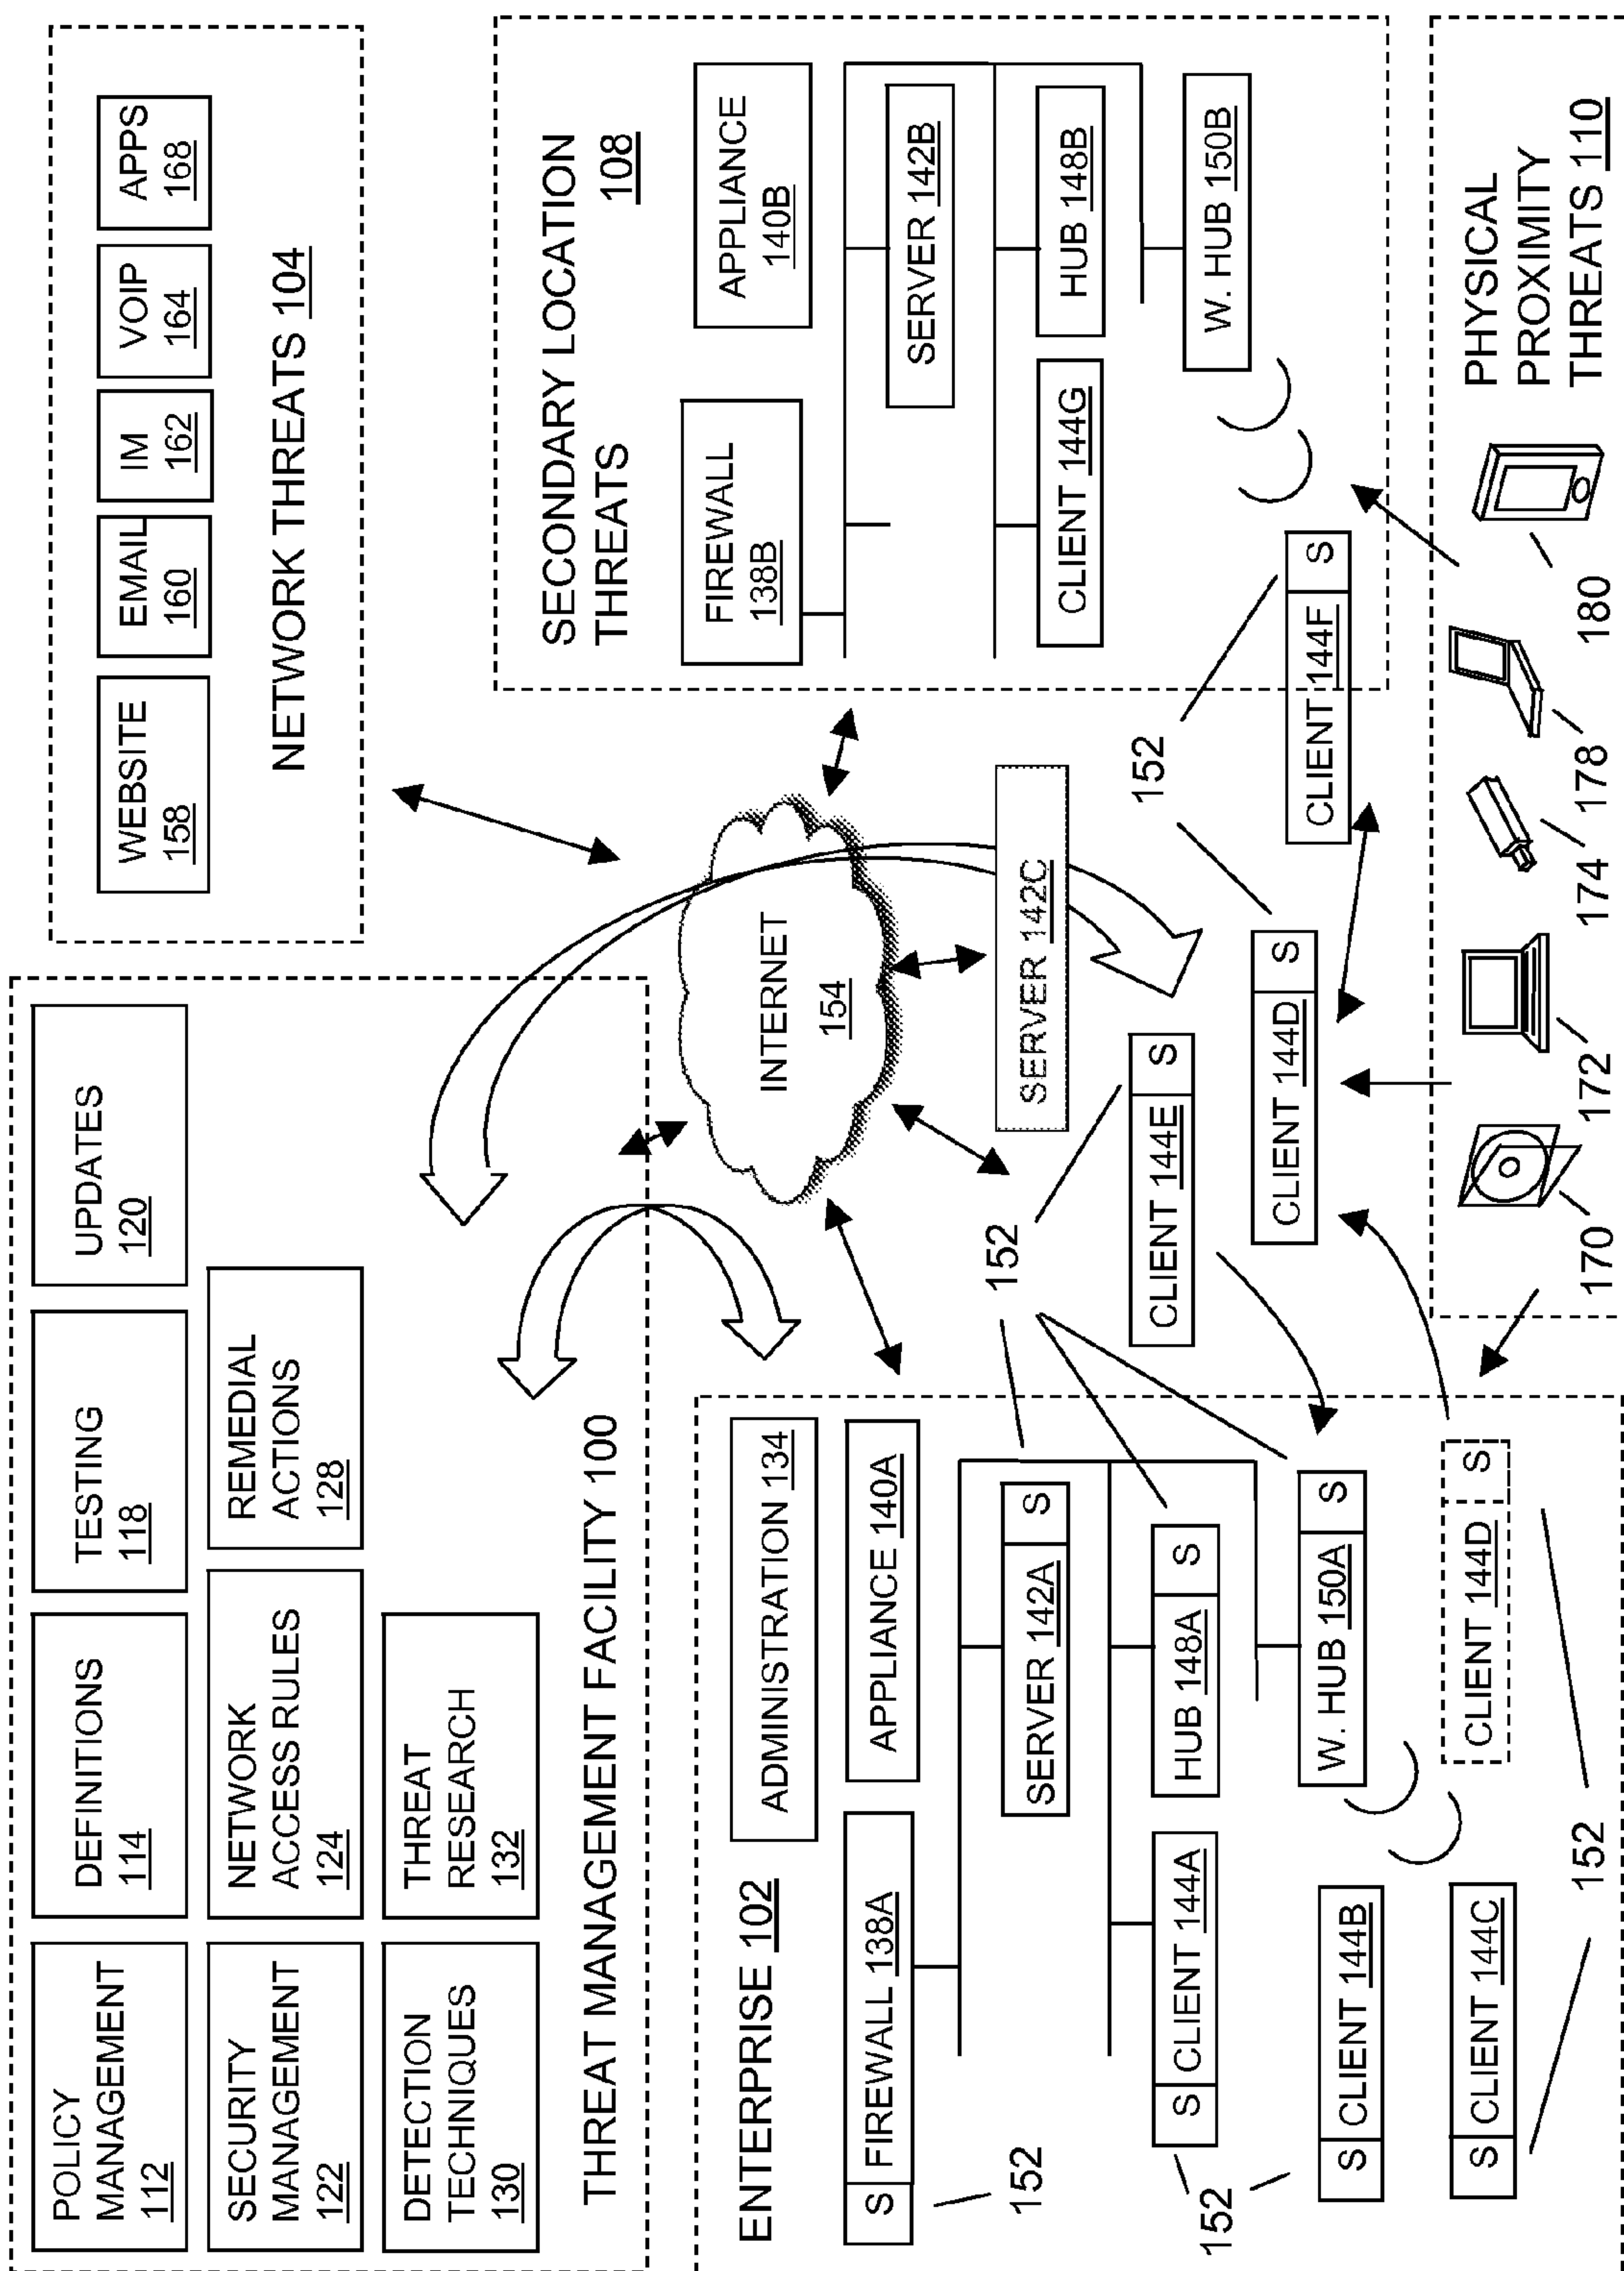 POLICY
MANAGEMENT
112
DEFINITIONS
114
TESTING
118
UPDATES
120
SECURITY
MANAGEMENT
122
NETWORK
ACCESS RULES
124
REMEDIAL
ACTIONS
128
DETECTION
TECHNIQUES
130
THREAT
RESEARCH
132
THREAT MANAGEMENT FACILITY 100
WEBSITE
158
EMAIL
160
IM
162
VOIP
164
APPS
168
NETWORK THREATS 104
ENTERPRISE 102
ADMINISTRATION 134
S FIREWALL 138A
APPLIANCE 140A
152
SERVER 142A S
152
S CLIENT 144A
HUB 148A S
152
S CLIENT 144B
W. HUB 150A S
S CLIENT 144C
CLIENT 144D S
152
INTERNET
154
SERVER 142C
152
CLIENT 144E S
CLIENT 144D S
152
CLIENT 144F S
SECONDARY LOCATION
THREATS 108
FIREWALL
138B
APPLIANCE
140B
SERVER 142B
CLIENT 144G
HUB 148B
W. HUB 150B
170
172
174
178
180
PHYSICAL
PROXIMITY
THREATS 110